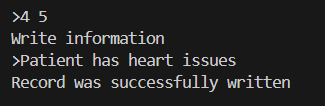 >4 5
Write information
>Patient has heart issues
Record was successfully written